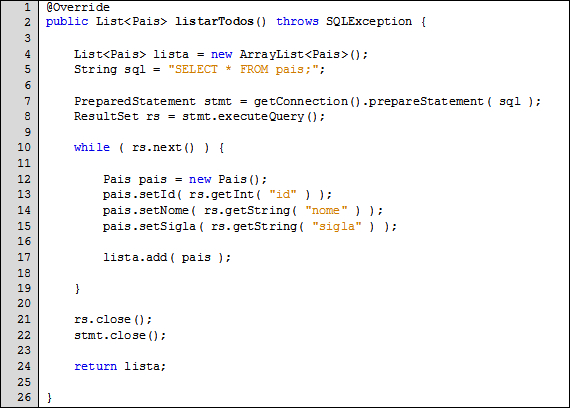 1 @Override
2 public List<Pais> listarTodos() throws SQLException {
3
4 List<Pais> lista = new ArrayList<Pais>();
5 String sql = "SELECT * FROM pais;";
6
7 PreparedStatement stmt = getConnection().prepareStatement( sql );
8 ResultSet rs = stmt.executeQuery();
9
10 while ( rs.next() ) {
11
12 Pais pais = new Pais();
13 pais.setId( rs.getInt( "id" ) );
14 pais.setNome( rs.getString( "nome" ) );
15 pais.setSigla( rs.getString( "sigla" ) );
16
17 lista.add( pais );
18
19 }
20
21 rs.close();
22 stmt.close();
23
24 return lista;
25
26 }